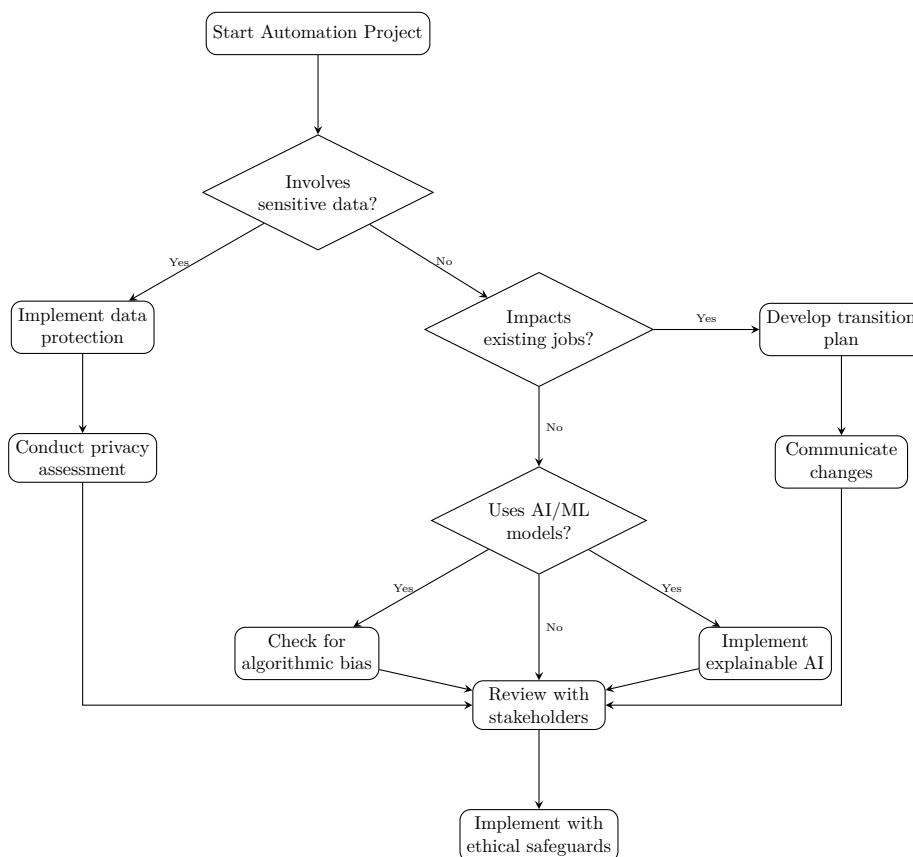 Start Automation Project
Involves
sensitive data?
Yes
No
Implement data
protection
Impacts
existing jobs?
Yes
Develop transition
plan
No
Conduct privacy
assessment
Communicate
changes
Uses AI/ML
models?
Yes
Yes
No
Check for
algorithmic bias
Implement
explainable AI
Review with
stakeholders
Implement with
ethical safeguards